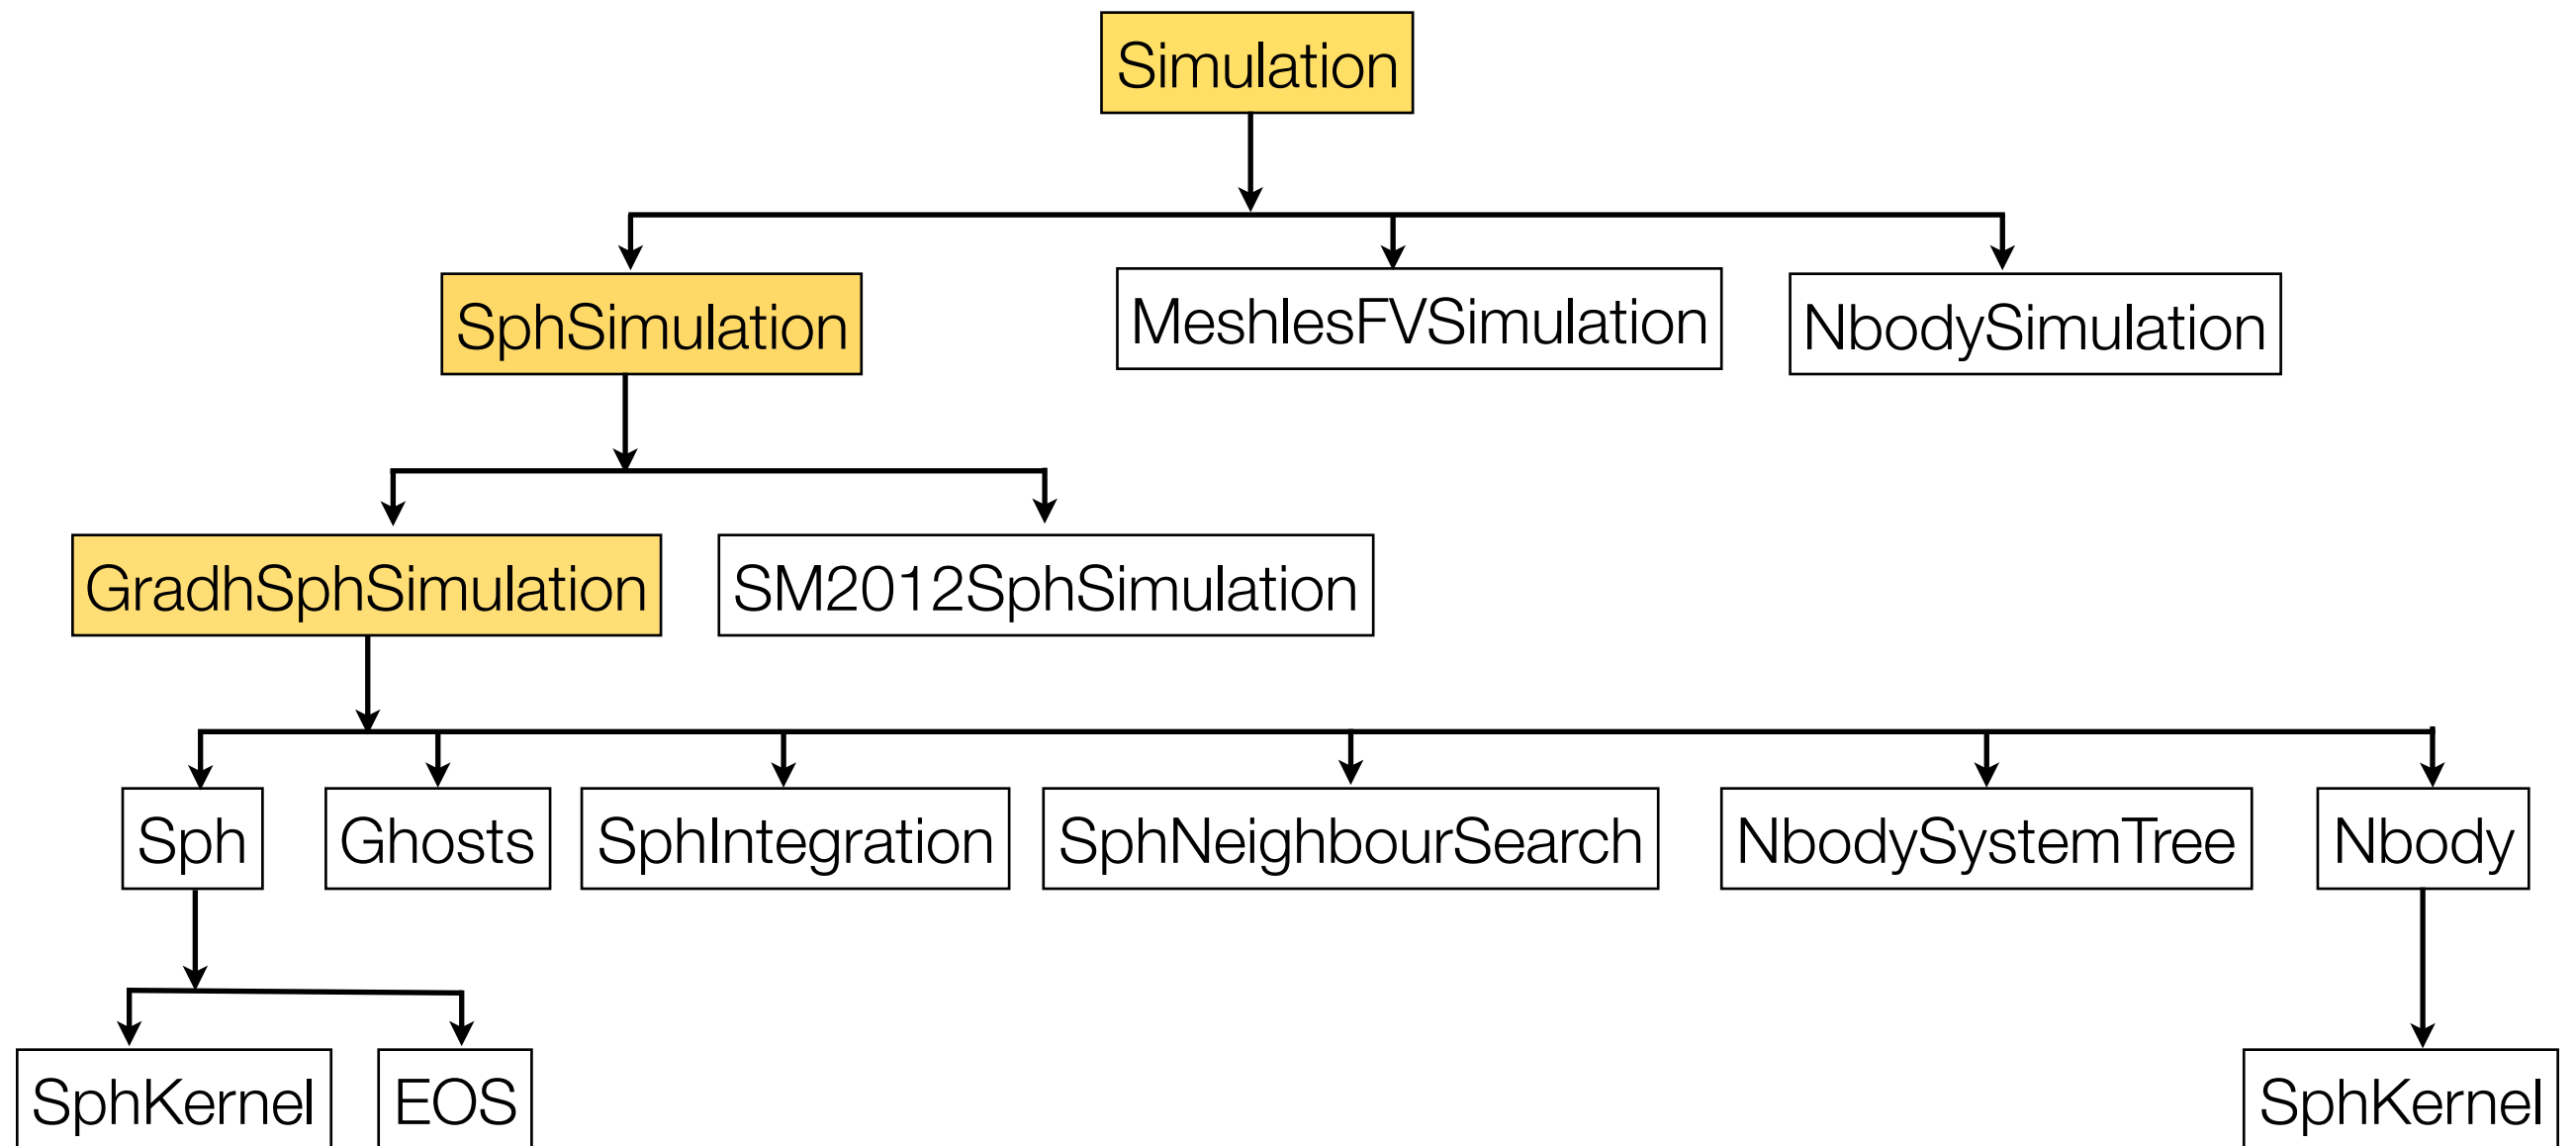 Simulation
SphSimulation
MeshlesFVSimulation
NbodySimulation
GradhSphSimulation
SM2012SphSimulation
Sph
Ghosts
SphIntegration
SphNeighbourSearch
NbodySystemTree
Nbody
SphKernel
EOS
SphKernel